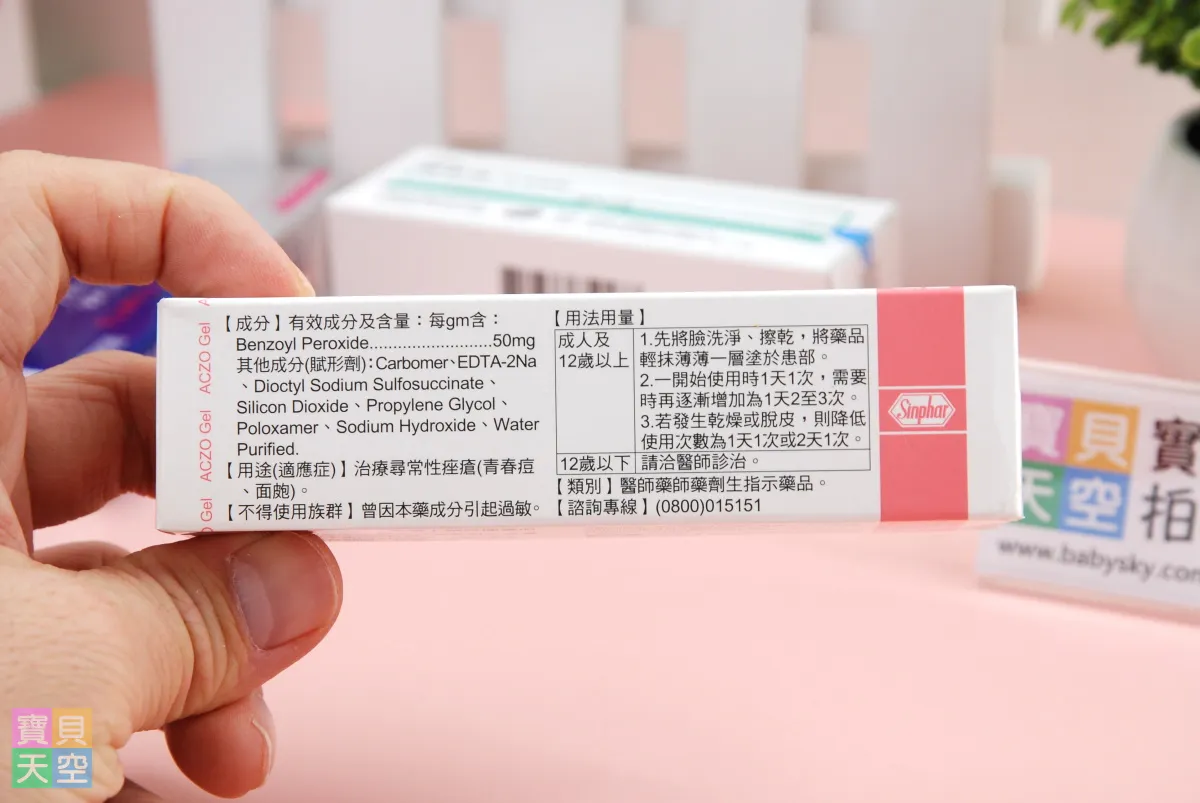 ACZO Gel ACZO Gel ACZO Gel
【成分】有效成分及含量：每gm含：
Benzoyl Peroxide..........................50mg
其他成分(賦形劑)：Carbomer、EDTA-2Na
、Dioctyl Sodium Sulfosuccinate、
Silicon Dioxide、Propylene Glycol、
Poloxamer、Sodium Hydroxide、Water
Purified.
【用途(適應症)】治療尋常性痤瘡(青春痘
、面皰)。
【不得使用族群】曾因本藥成分引起過敏。
【用法用量】
成人及
12歲以上
1.先將臉洗淨、擦乾，將藥品
輕抹薄薄一層塗於患部。
2.一開始使用時1天1次，需要
時再逐漸增加為1天2至3次。
3.若發生乾燥或脫皮，則降低
使用次數為1天1次或2天1次。
12歲以下 請洽醫師診治。
【類別】醫師藥師藥劑生指示藥品。
【諮詢專線】(0800)015151
Sinphar
寶貝
天空
寶
拍
www.babysky.com
寶貝
天空